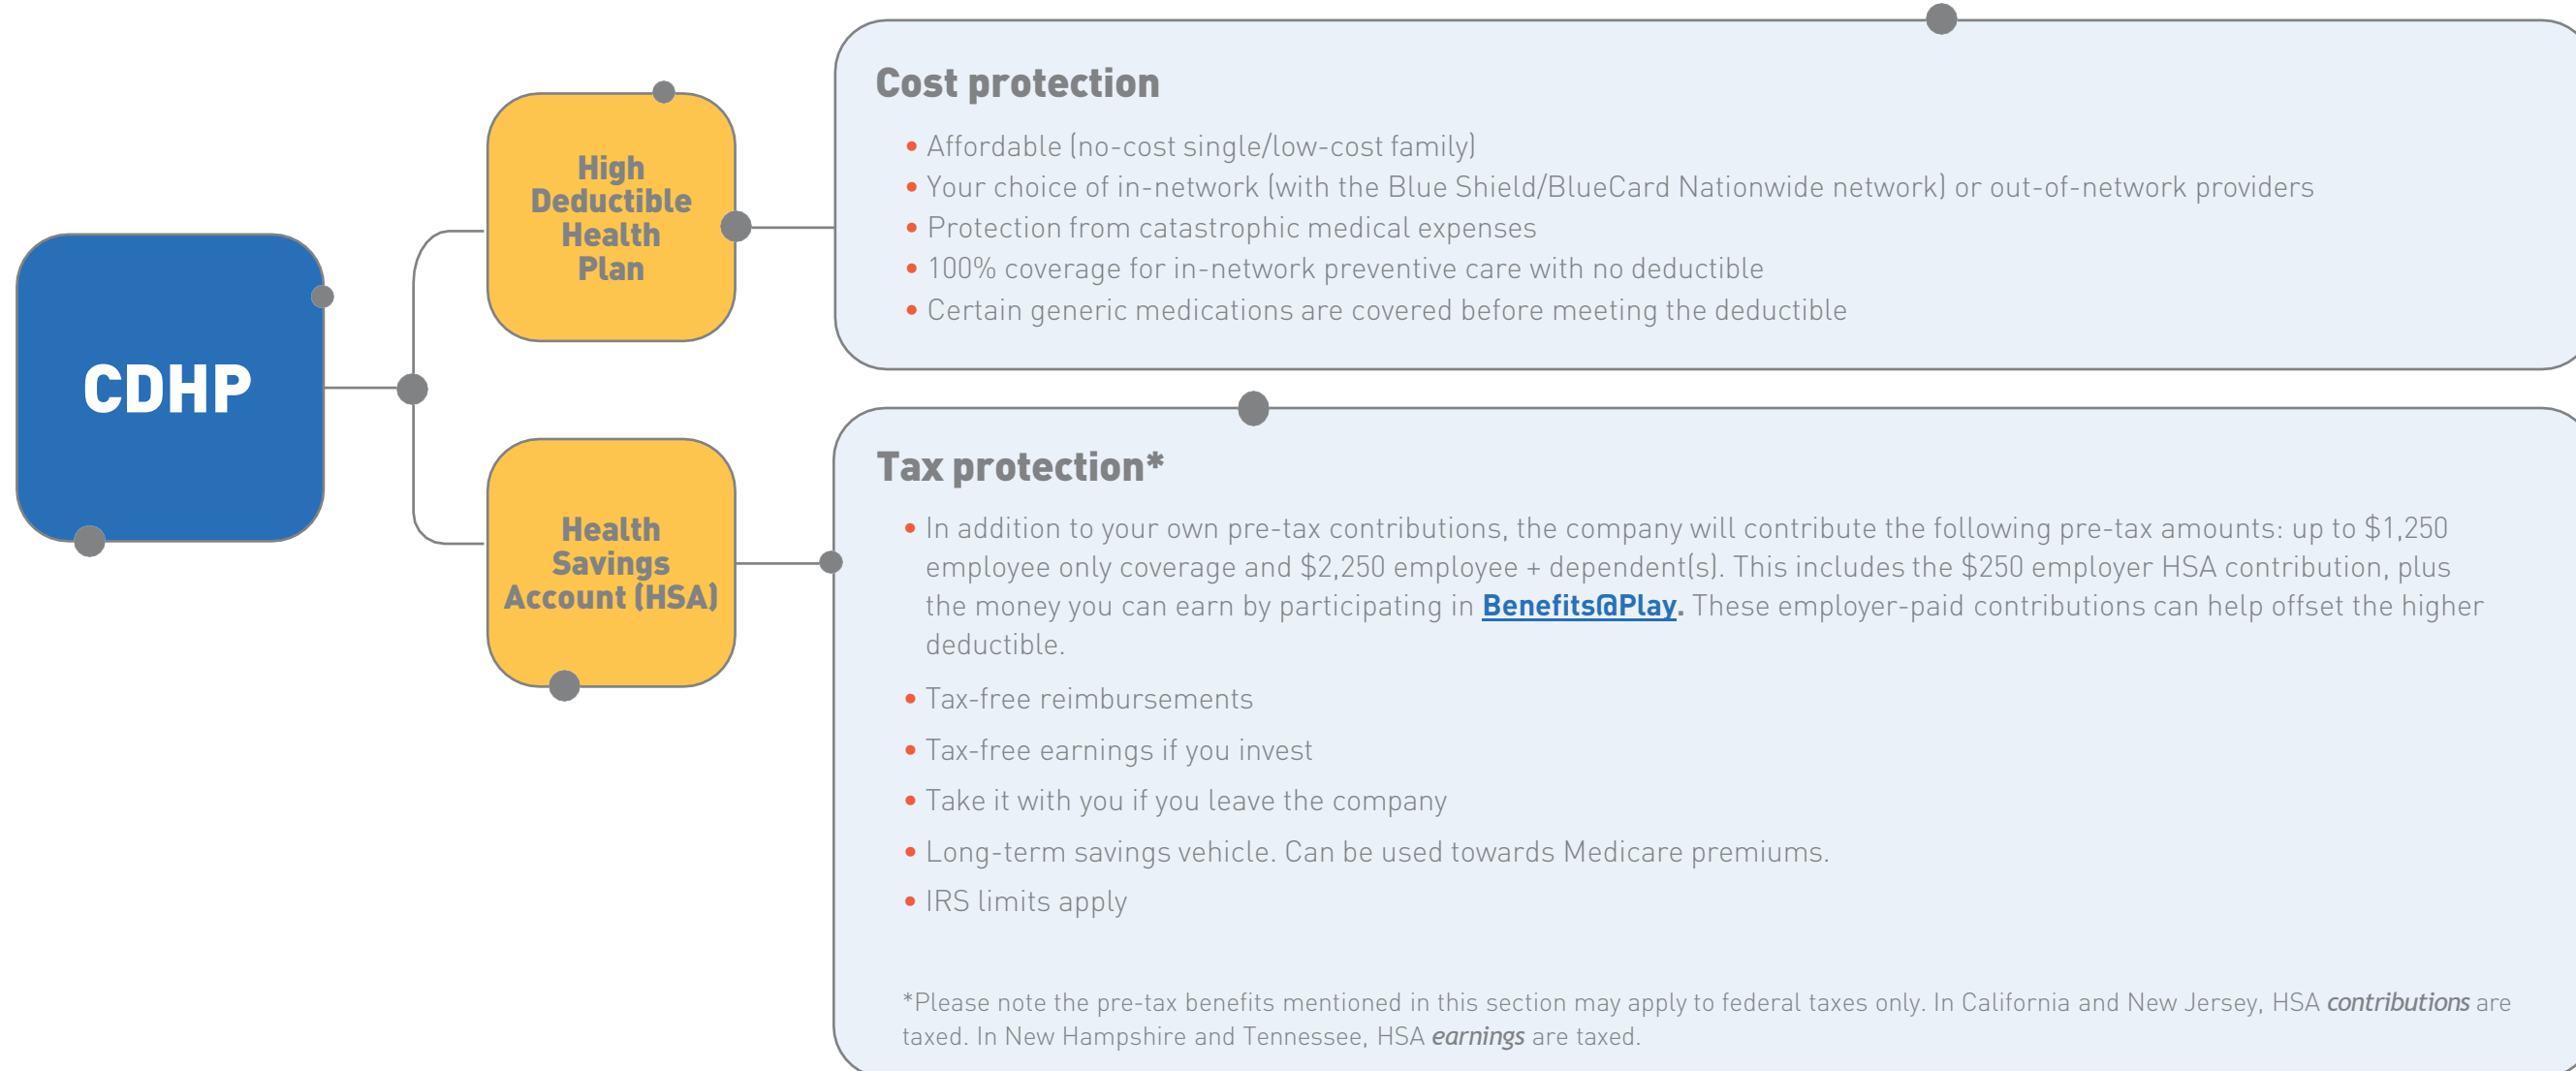 CDHP
High
Deductible
Health
Plan
Cost protection
• Affordable (no-cost single/low-cost family)
• Your choice of in-network (with the Blue Shield/BlueCard Nationwide network) or out-of-network providers
• Protection from catastrophic medical expenses
• 100% coverage for in-network preventive care with no deductible
• Certain generic medications are covered before meeting the deductible
Health
Savings
Account (HSA)
Tax protection*
• In addition to your own pre-tax contributions, the company will contribute the following pre-tax amounts: up to $1,250
employee only coverage and $2,250 employee + dependent(s). This includes the $250 employer HSA contribution, plus
the money you can earn by participating in Benefits@Play. These employer-paid contributions can help offset the higher
deductible.
• Tax-free reimbursements
• Tax-free earnings if you invest
• Take it with you if you leave the company
• Long-term savings vehicle. Can be used towards Medicare premiums.
• IRS limits apply
*Please note the pre-tax benefits mentioned in this section may apply to federal taxes only. In California and New Jersey, HSA contributions are
taxed. In New Hampshire and Tennessee, HSA earnings are taxed.